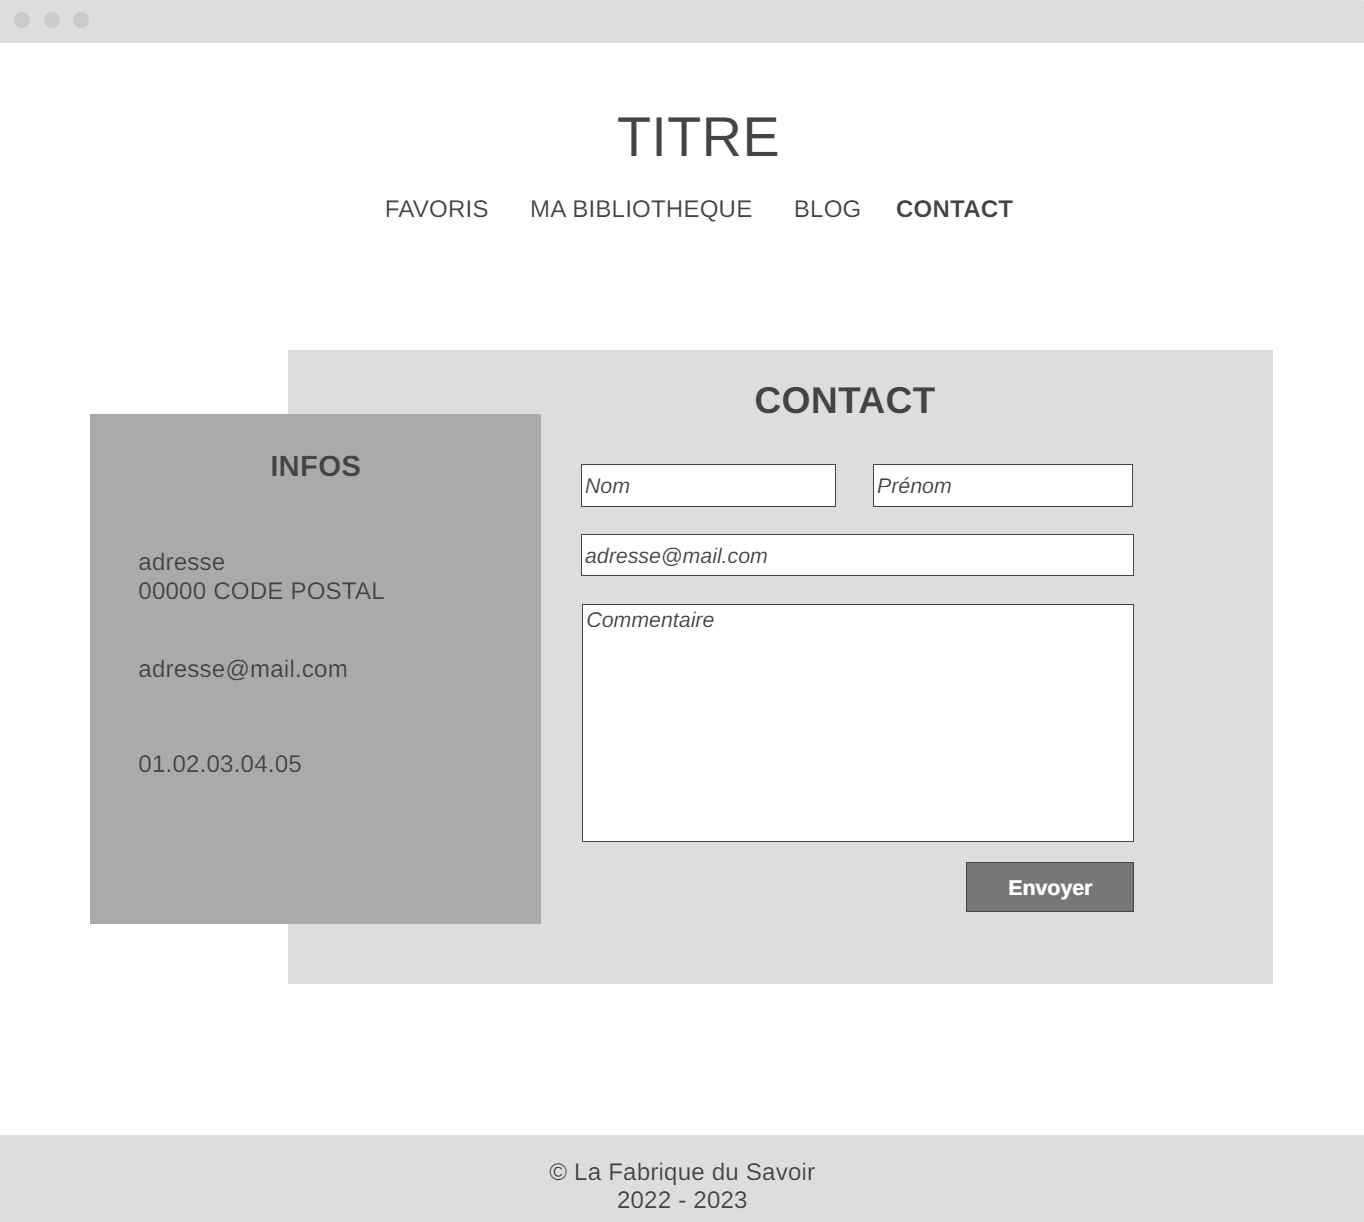 TITRE
FAVORIS MA BIBLIOTHEQUE BLOG CONTACT
INFOS
adresse
00000 CODE POSTAL
adresse@mail.com
01.02.03.04.05
CONTACT
Nom Prénom
adresse@mail.com
Commentaire
Envoyer
© La Fabrique du Savoir
2022 - 2023